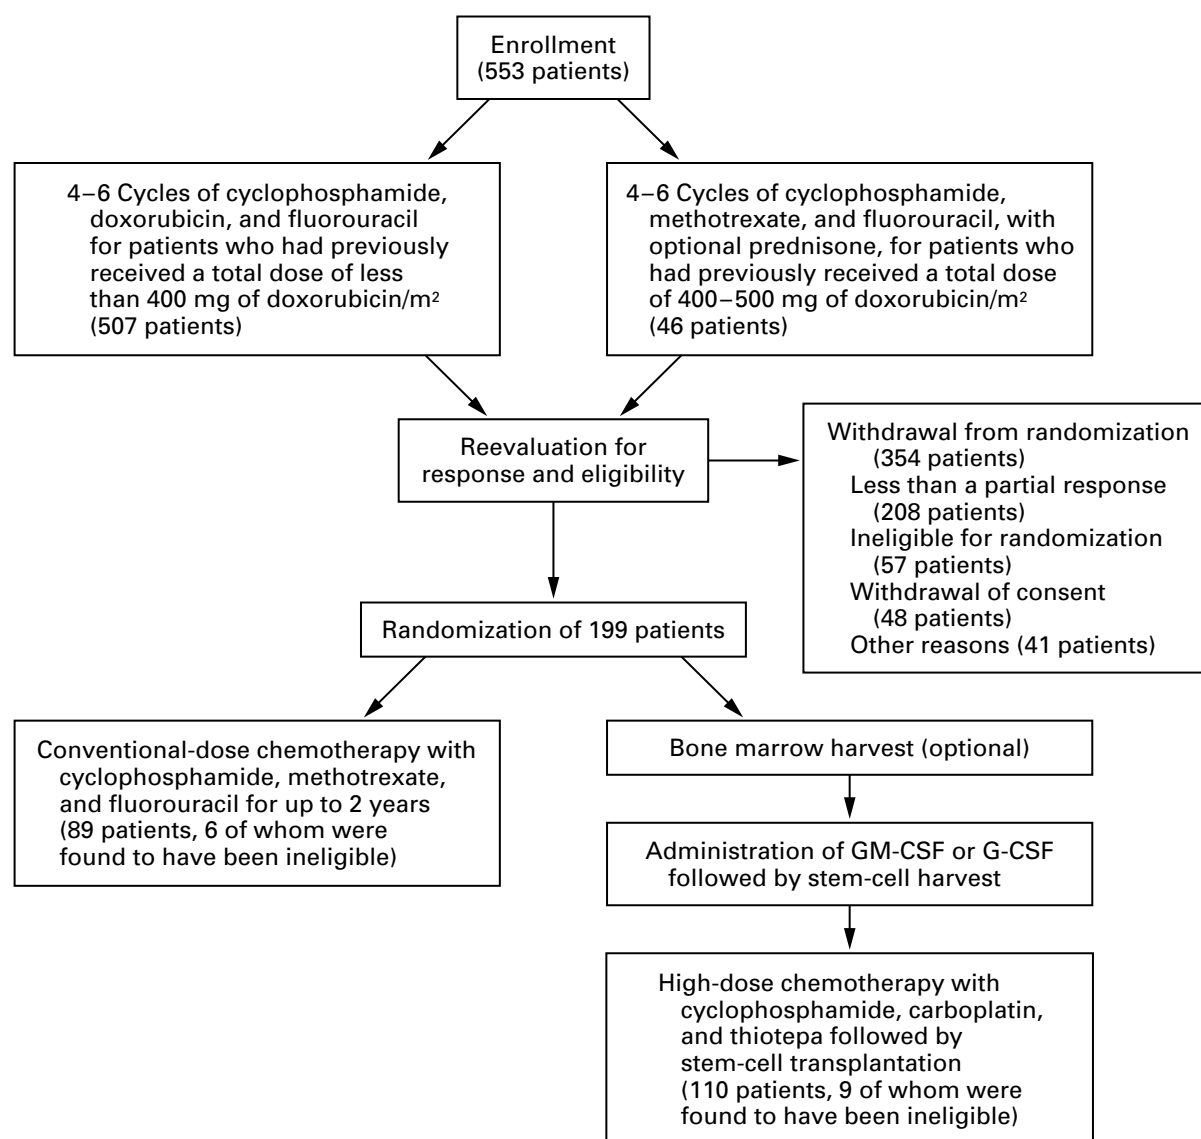 Enrollment
(553 patients)
4–6 Cycles of cyclophosphamide,
doxorubicin, and fluorouracil
for patients who had previously
received a total dose of less
than 400 mg of doxorubicin/m²
(507 patients)
4–6 Cycles of cyclophosphamide,
methotrexate, and fluorouracil, with
optional prednisone, for patients who
had previously received a total dose
of 400–500 mg of doxorubicin/m²
(46 patients)
Reevaluation for
response and eligibility
Withdrawal from randomization
(354 patients)
Less than a partial response
(208 patients)
Ineligible for randomization
(57 patients)
Withdrawal of consent
(48 patients)
Other reasons (41 patients)
Randomization of 199 patients
Conventional-dose chemotherapy with
cyclophosphamide, methotrexate,
and fluorouracil for up to 2 years
(89 patients, 6 of whom were
found to have been ineligible)
Bone marrow harvest (optional)
Administration of GM-CSF or G-CSF
followed by stem-cell harvest
High-dose chemotherapy with
cyclophosphamide, carboplatin,
and thiotepa followed by
stem-cell transplantation
(110 patients, 9 of whom were
found to have been ineligible)